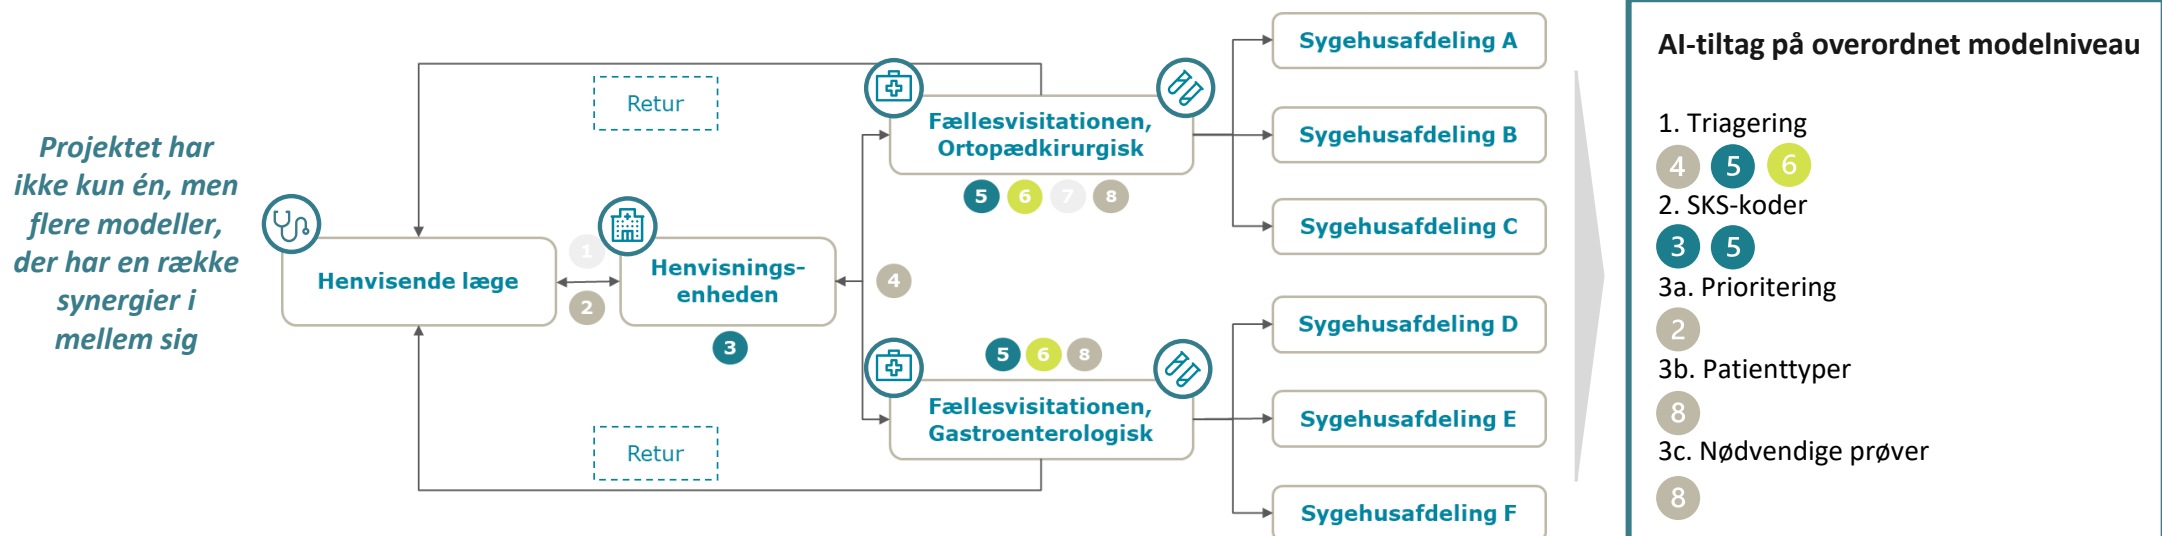 Projektet har
ikke kun én, men
flere modeller,
der har en række
synergier i
mellem sig
Retur
Henvisende læge
1
2
Henvisnings-
enheden
3
4
Fællesvisitationen,
Ortopædkirurgisk
5 6 7 8
5 6 8
Fællesvisitationen,
Gastroenterologisk
Retur
Sygehusafdeling A
Sygehusafdeling B
Sygehusafdeling C
Sygehusafdeling D
Sygehusafdeling E
Sygehusafdeling F
AI-tiltag på overordnet modelniveau
1. Triagering
4 5 6
2. SKS-koder
3 5
3a. Prioritering
2
3b. Patienttyper
8
3c. Nødvendige prøver
8